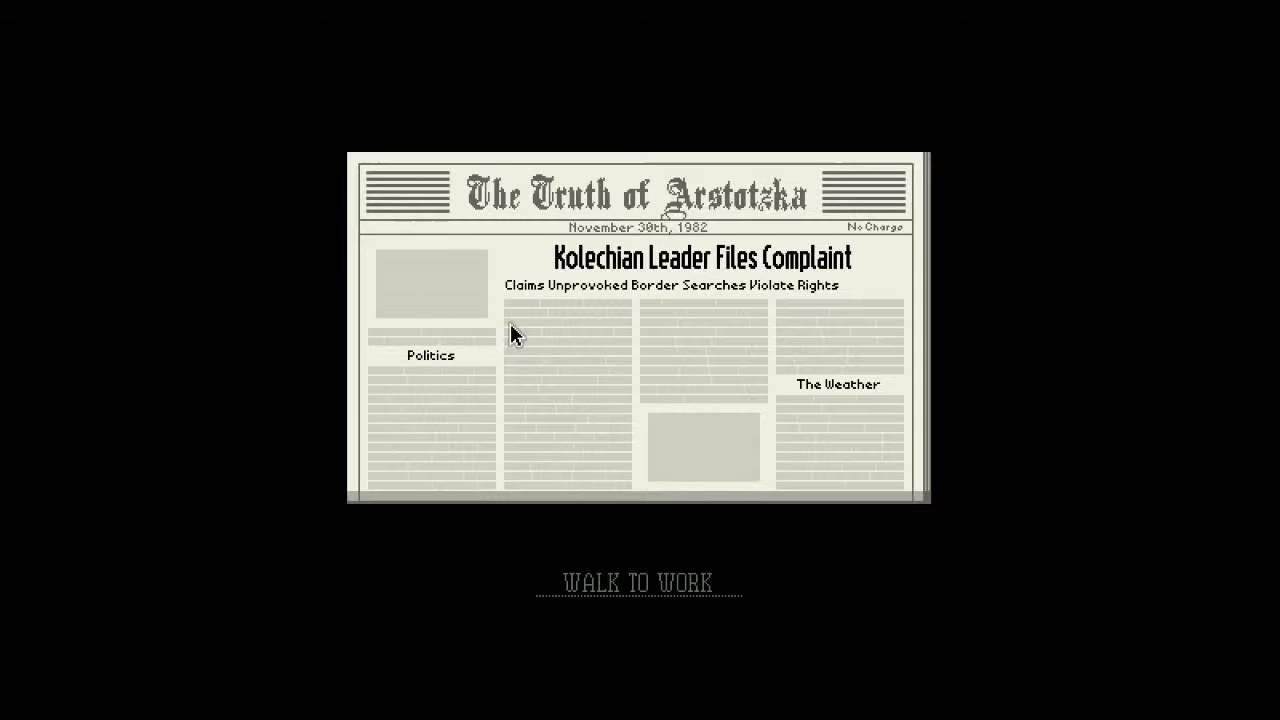 The Truth of Arstotzka
November 30th, 1982
No Charge
Kolechian Leader Files Complaint
Claims Unprovoked Border Searches Violate Rights
Politics
The Weather
WALK TO WORK